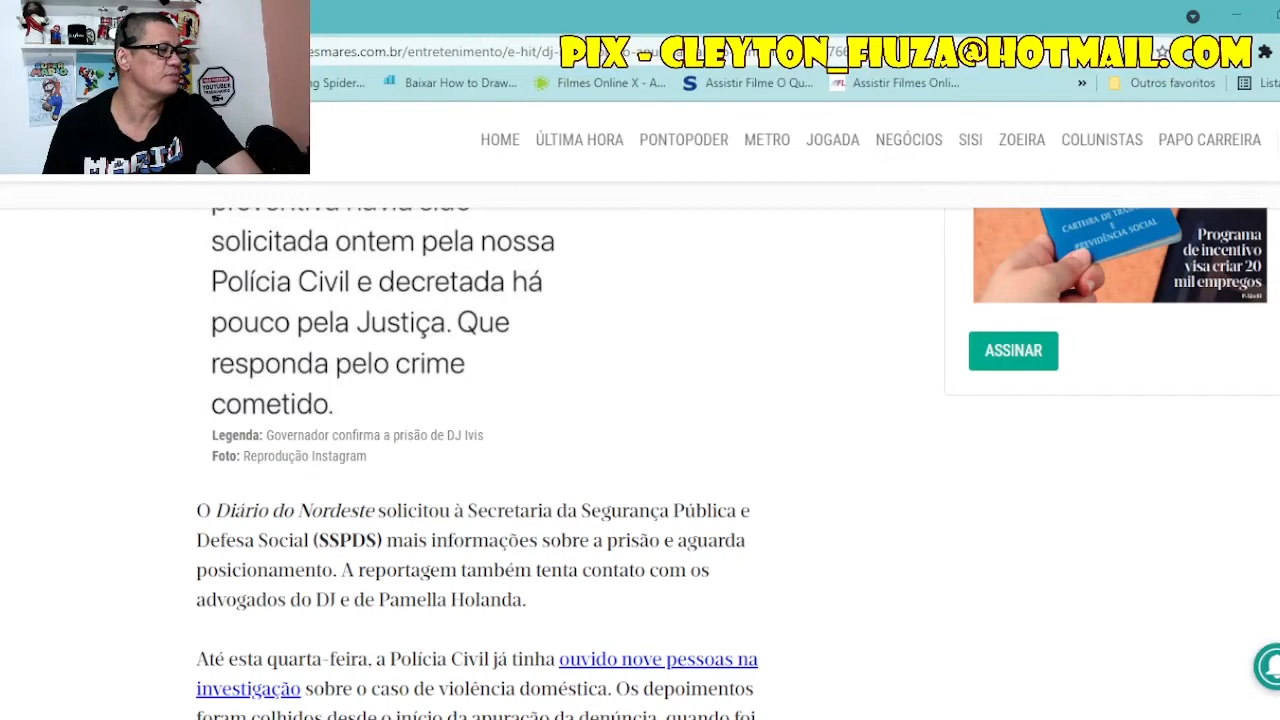 PIX - CLEYTON_FIUZA@HOTMAIL.COM
esmares.com.br/entretenimento/e-hit/dj-
ng Spider...
Baixar How to Draw...
Filmes Online X - A...
Assistir Filme O Qu...
Assistir Filmes Onli...
»
Outros favoritos
Lista
HOME ÚLTIMA HORA PONTOPODER METRO JOGADA NEGÓCIOS SISI ZOEIRA COLUNISTAS PAPO CARREIRA
SUPER MARIO
YOUTUBER
MARIO
preventiva havia sido
solicitada ontem pela nossa
Polícia Civil e decretada há
pouco pela Justiça. Que
responda pelo crime
cometido.
Legenda: Governador confirma a prisão de DJ Ivis
Foto: Reprodução Instagram
O Diário do Nordeste solicitou à Secretaria da Segurança Pública e
Defesa Social (SSPDS) mais informações sobre a prisão e aguarda
posicionamento. A reportagem também tenta contato com os
advogados do DJ e de Pamella Holanda.
Até esta quarta-feira, a Polícia Civil já tinha ouvido nove pessoas na
investigação sobre o caso de violência doméstica. Os depoimentos
foram colhidos desde o início da apuração da denúncia, quando foi
CARTEIRA DE TRABALHO
E
PREVIDÊNCIA SOCIAL
Programa
de incentivo
visa criar 20
mil empregos
ASSINAR